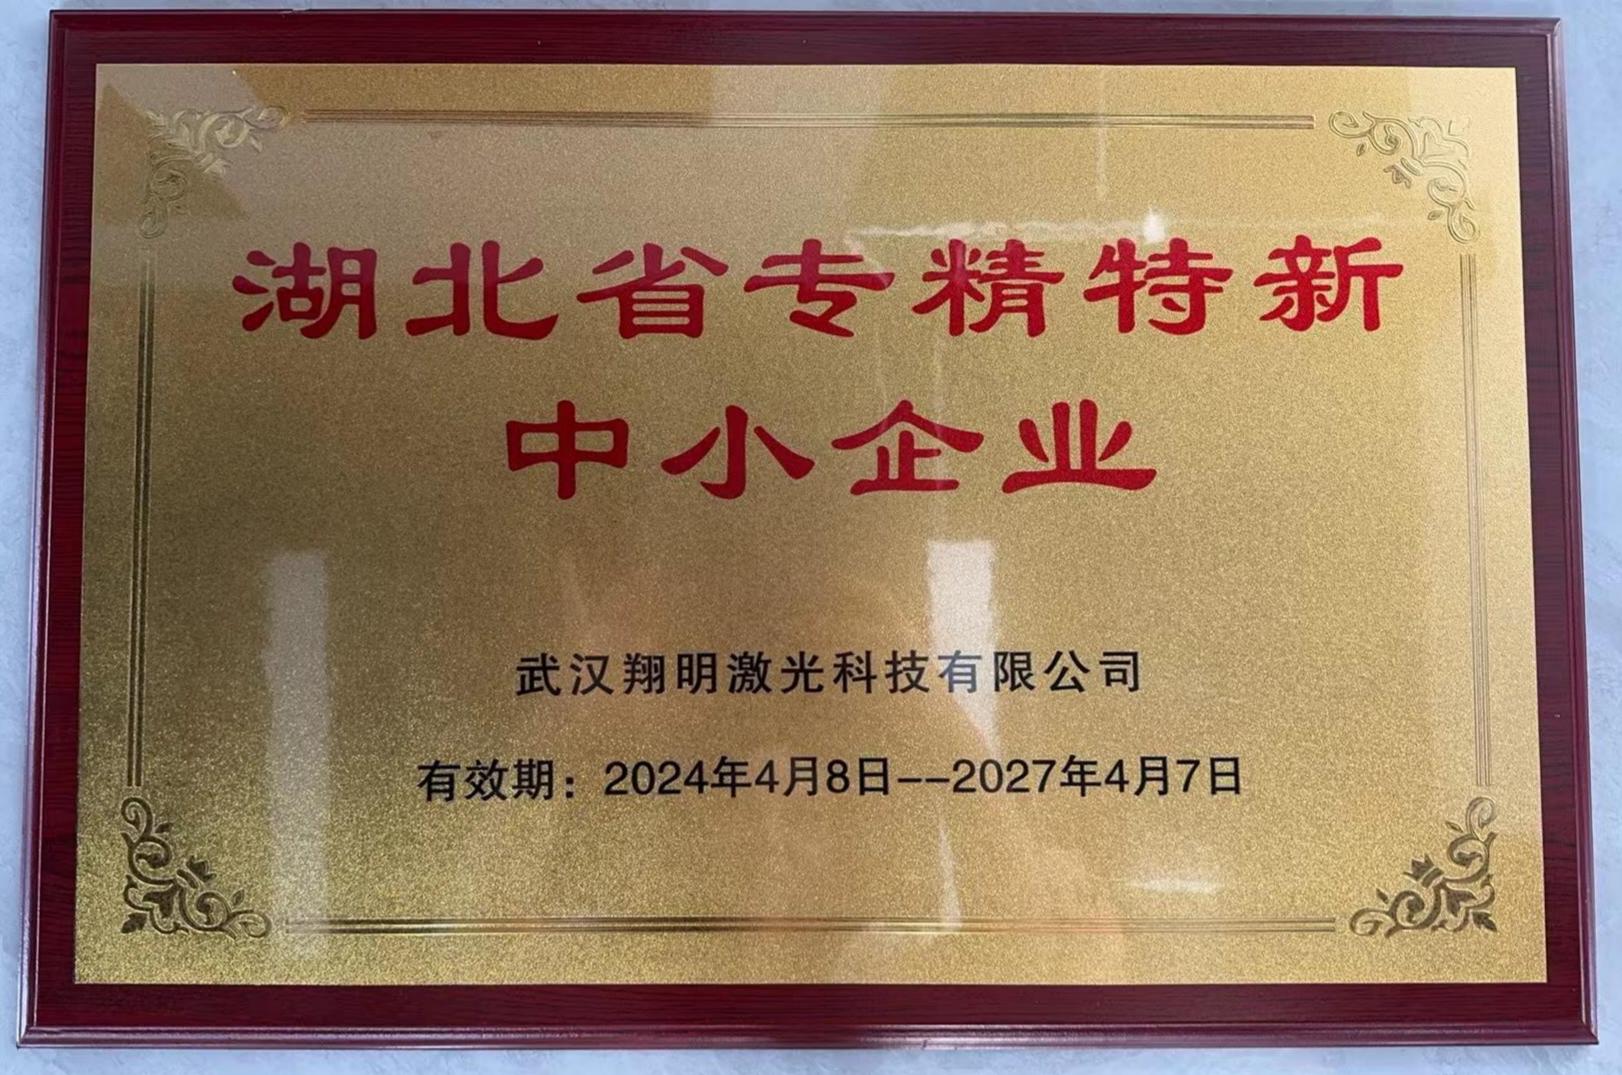 湖北省专精特新
中小企业
武汉翔明激光科技有限公司
有效期：2024年4月8日--2027年4月7日